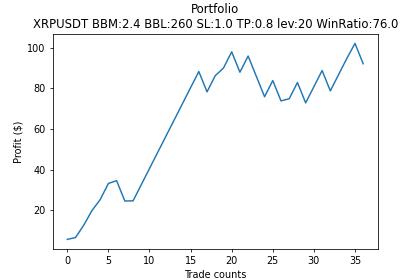 Portfolio
XRPUSDT BBM:2.4 BBL:260 SL:1.0 TP:0.8 lev:20 WinRatio:76.0
100
80
60
40
20
Profit ($)
0 5 10 15 20 25 30 35
Trade counts